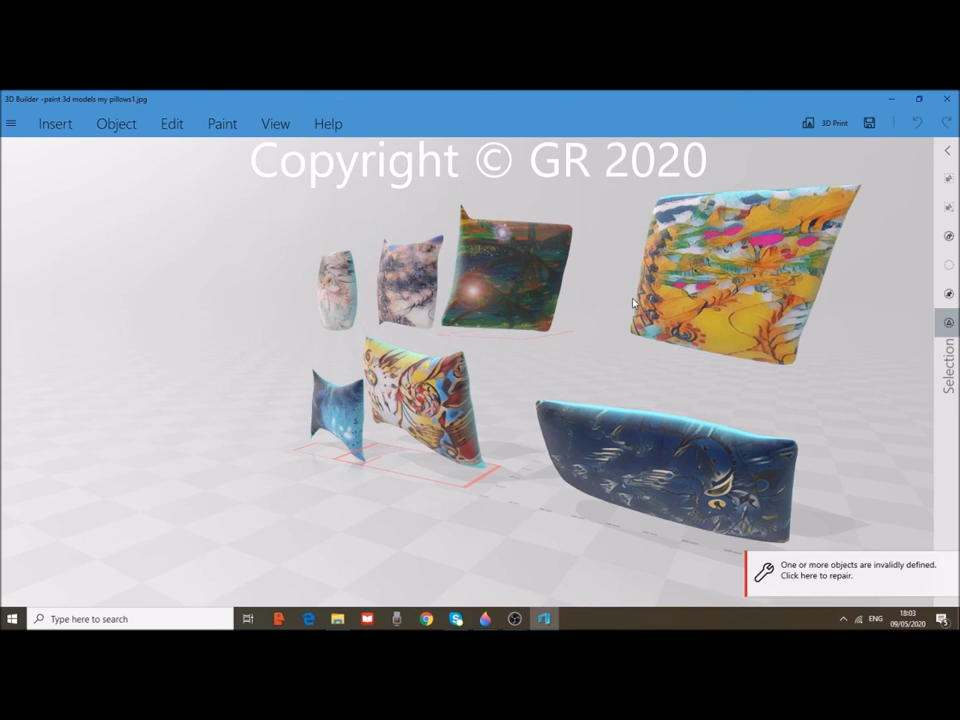 3D Builder -paint 3d models my pillows1.jpg
Insert Object Edit Paint View Help
3D Print
Copyright © GR 2020
Selection
One or more objects are invalidly defined.
Click here to repair.
Type here to search
ENG
18:03
09/05/2020